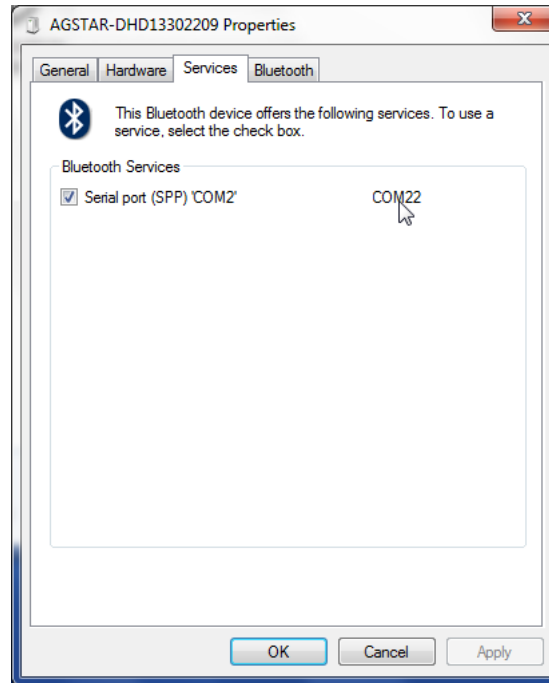 AGSTAR-DHD13302209 Properties
General Hardware Services Bluetooth
This Bluetooth device offers the following services. To use a
service, select the check box.
Bluetooth Services
Serial port (SPP) 'COM2' COM22
OK Cancel Apply